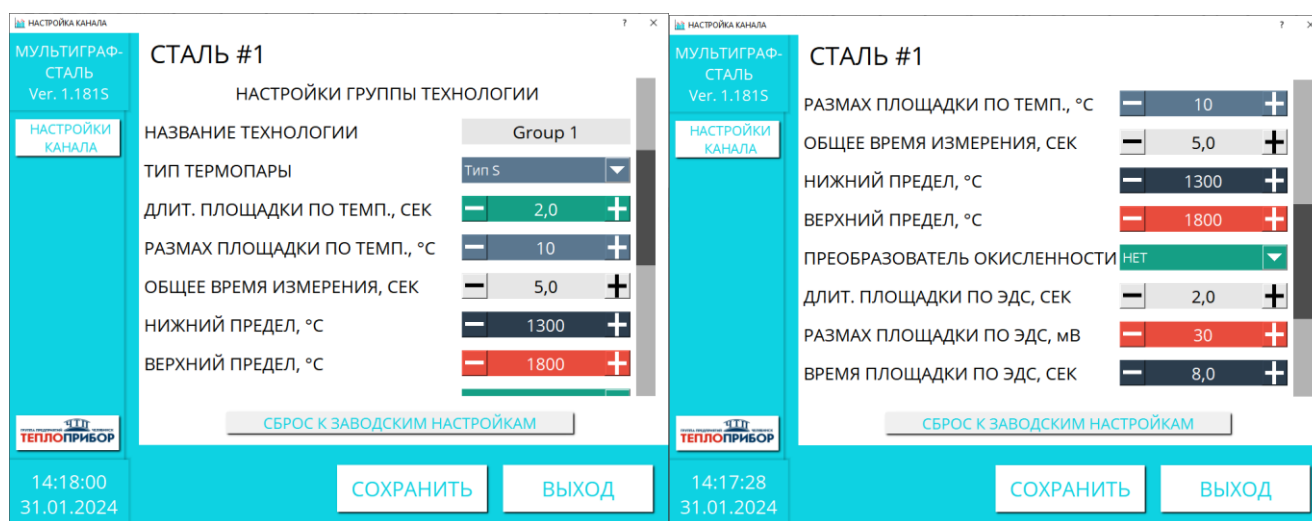 НАСТРОЙКА КАНАЛА ? ×
МУЛЬТИГРАФ-
СТАЛЬ
Ver. 1.181S
НАСТРОЙКИ
КАНАЛА
СТАЛЬ #1
НАСТРОЙКИ ГРУППЫ ТЕХНОЛОГИИ
НАЗВАНИЕ ТЕХНОЛОГИИ Group 1
ТИП ТЕРМОПАРЫ Тип S
ДЛИТ. ПЛОЩАДКИ ПО ТЕМП., СЕК − 2,0 +
РАЗМАХ ПЛОЩАДКИ ПО ТЕМП., °C − 10 +
ОБЩЕЕ ВРЕМЯ ИЗМЕРЕНИЯ, СЕК − 5,0 +
НИЖНИЙ ПРЕДЕЛ, °C − 1300 +
ВЕРХНИЙ ПРЕДЕЛ, °C − 1800 +
СБРОС К ЗАВОДСКИМ НАСТРОЙКАМ
ТЕПЛОПРИБОР
14:18:00
31.01.2024
СОХРАНИТЬ ВЫХОД
НАСТРОЙКА КАНАЛА ? ×
МУЛЬТИГРАФ-
СТАЛЬ
Ver. 1.181S
НАСТРОЙКИ
КАНАЛА
СТАЛЬ #1
РАЗМАХ ПЛОЩАДКИ ПО ТЕМП., °C − 10 +
ОБЩЕЕ ВРЕМЯ ИЗМЕРЕНИЯ, СЕК − 5,0 +
НИЖНИЙ ПРЕДЕЛ, °C − 1300 +
ВЕРХНИЙ ПРЕДЕЛ, °C − 1800 +
ПРЕОБРАЗОВАТЕЛЬ ОКИСЛЕННОСТИ НЕТ
ДЛИТ. ПЛОЩАДКИ ПО ЭДС, СЕК − 2,0 +
РАЗМАХ ПЛОЩАДКИ ПО ЭДС, мВ − 30 +
ВРЕМЯ ПЛОЩАДКИ ПО ЭДС, СЕК − 8,0 +
СБРОС К ЗАВОДСКИМ НАСТРОЙКАМ
ТЕПЛОПРИБОР
14:17:28
31.01.2024
СОХРАНИТЬ ВЫХОД